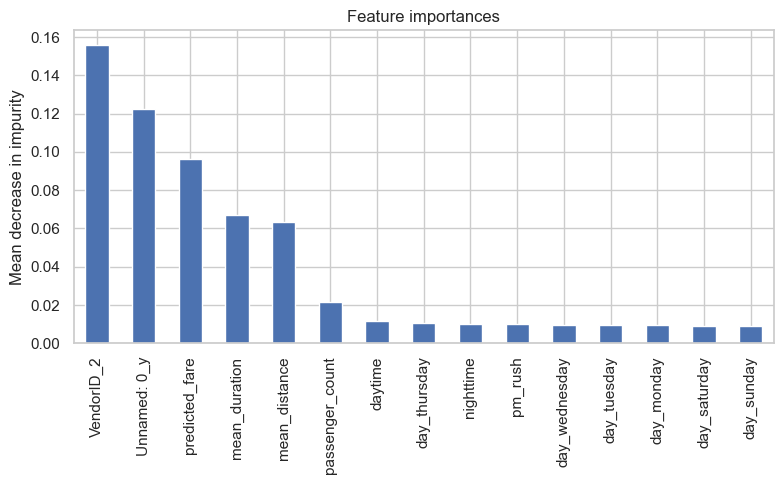 Feature importances
Mean decrease in impurity
0.16
0.14
0.12
0.10
0.08
0.06
0.04
0.02
0.00
VendorID_2
Unnamed: 0_y
predicted_fare
mean_duration
mean_distance
passenger_count
daytime
day_thursday
nighttime
pm_rush
day_wednesday
day_tuesday
day_monday
day_saturday
day_sunday